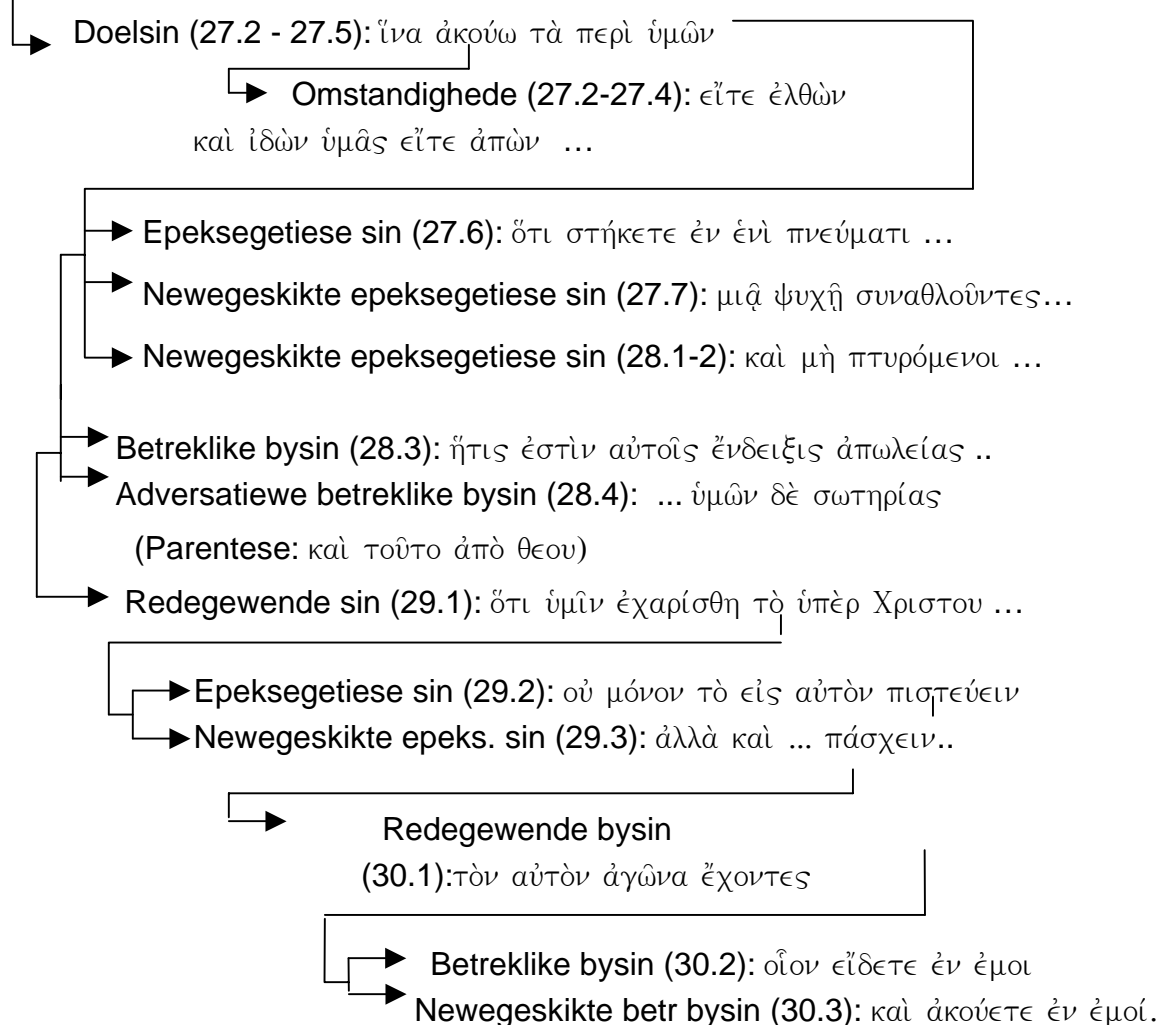 Doelsin (27.2 - 27.5): ἵνα ἀκούω τὰ περὶ ὑμῶν
Omstandighede (27.2-27.4): εἴτε ἐλθὼν
καὶ ἰδὼν ὑμᾶς εἴτε ἀπὼν ...
Epeksegetiese sin (27.6): ὅτι στήκετε ἐν ἑνὶ πνεύματι ...
Newegeskikte epeksegetiese sin (27.7): μιᾷ ψυχῇ συναθλοῦντες...
Newegeskikte epeksegetiese sin (28.1-2): καὶ μὴ πτυρόμενοι ...
Betreklike bysin (28.3): ἥτις ἐστὶν αὐτοῖς ἔνδειξις ἀπωλείας ..
Adversatiewe betreklike bysin (28.4): ... ὑμῶν δὲ σωτηρίας
(Parentese: καὶ τοῦτο ἀπὸ θεου)
Redegewende sin (29.1): ὅτι ὑμῖν ἐχαρίσθη τὸ ὑπὲρ Χριστου ...
Epeksegetiese sin (29.2): οὐ μόνον τὸ εἰς αὐτὸν πιστεύειν
Newegeskikte epeks. sin (29.3): ἀλλὰ καὶ ... πάσχειν..
Redegewende bysin
(30.1):τὸν αὐτὸν ἀγῶνα ἔχοντες
Betreklike bysin (30.2): οἷον εἴδετε ἐν ἐμοι
Newegeskikte betr bysin (30.3): καὶ ἀκούετε ἐν ἐμοί.